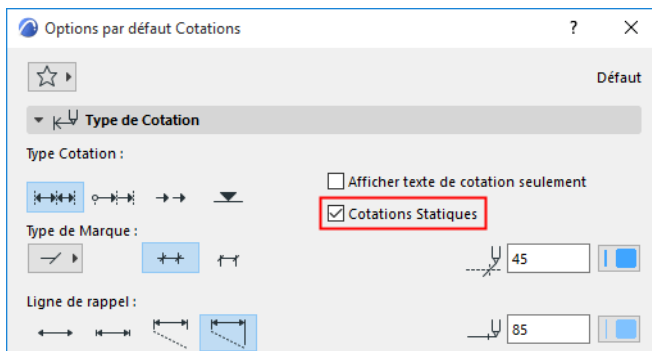 Options par défaut Cotations
Défaut
Type de Cotation
Type Cotation :
Afficher texte de cotation seulement
Cotations Statiques
Type de Marque :
45
Ligne de rappel :
85